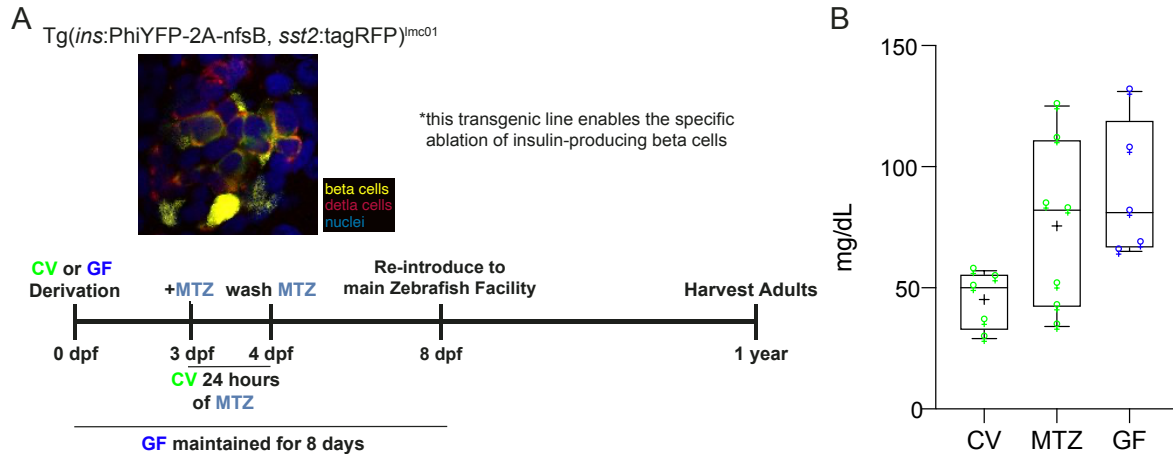 A
Tg(ins:PhiYFP-2A-nfsB, sst2:tagRFP)lmc01
*this transgenic line enables the specific
ablation of insulin-producing beta cells
beta cells
detla cells
nuclei
CV or GF
Derivation
+MTZ
wash MTZ
Re-introduce to
main Zebrafish Facility
Harvest Adults
0 dpf
3 dpf
4 dpf
8 dpf
1 year
CV 24 hours
of MTZ
GF maintained for 8 days
B
mg/dL
150
100
50
0
CV
MTZ
GF